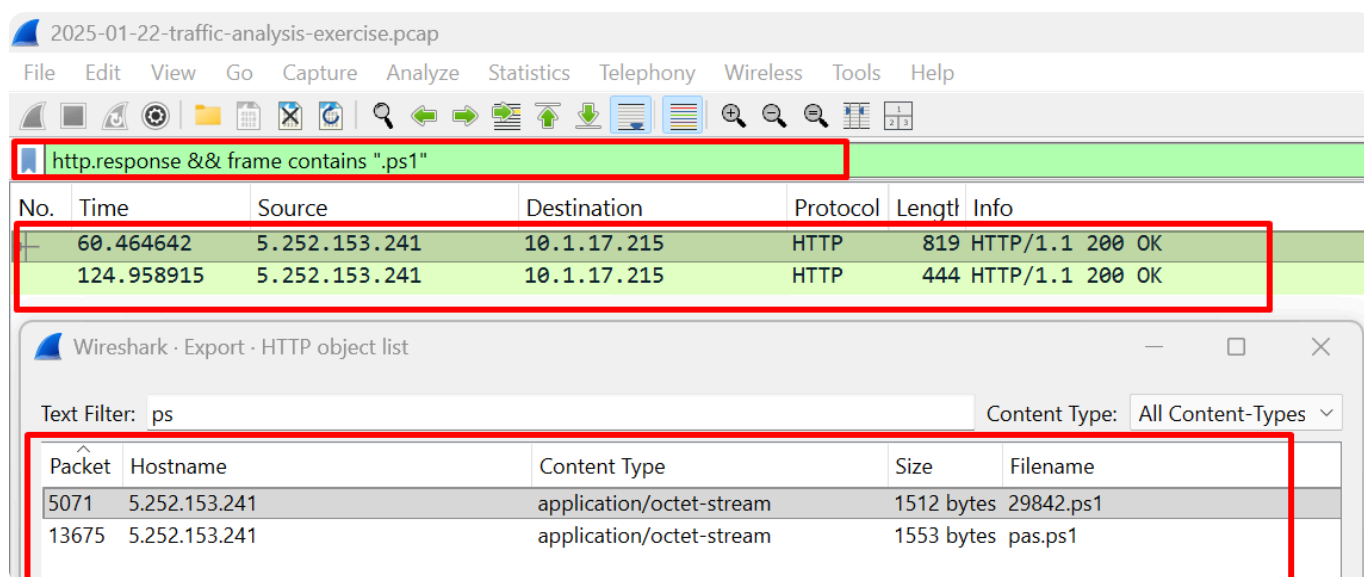 2025-01-22-traffic-analysis-exercise.pcap
File Edit View Go Capture Analyze Statistics Telephony Wireless Tools Help
http.response && frame contains ".ps1"
No. Time Source Destination Protocol Lengtl Info
60.464642 5.252.153.241 10.1.17.215 HTTP 819 HTTP/1.1 200 OK
124.958915 5.252.153.241 10.1.17.215 HTTP 444 HTTP/1.1 200 OK
Wireshark · Export · HTTP object list
Text Filter: ps Content Type: All Content-Types
Packet Hostname Content Type Size Filename
5071 5.252.153.241 application/octet-stream 1512 bytes 29842.ps1
13675 5.252.153.241 application/octet-stream 1553 bytes pas.ps1